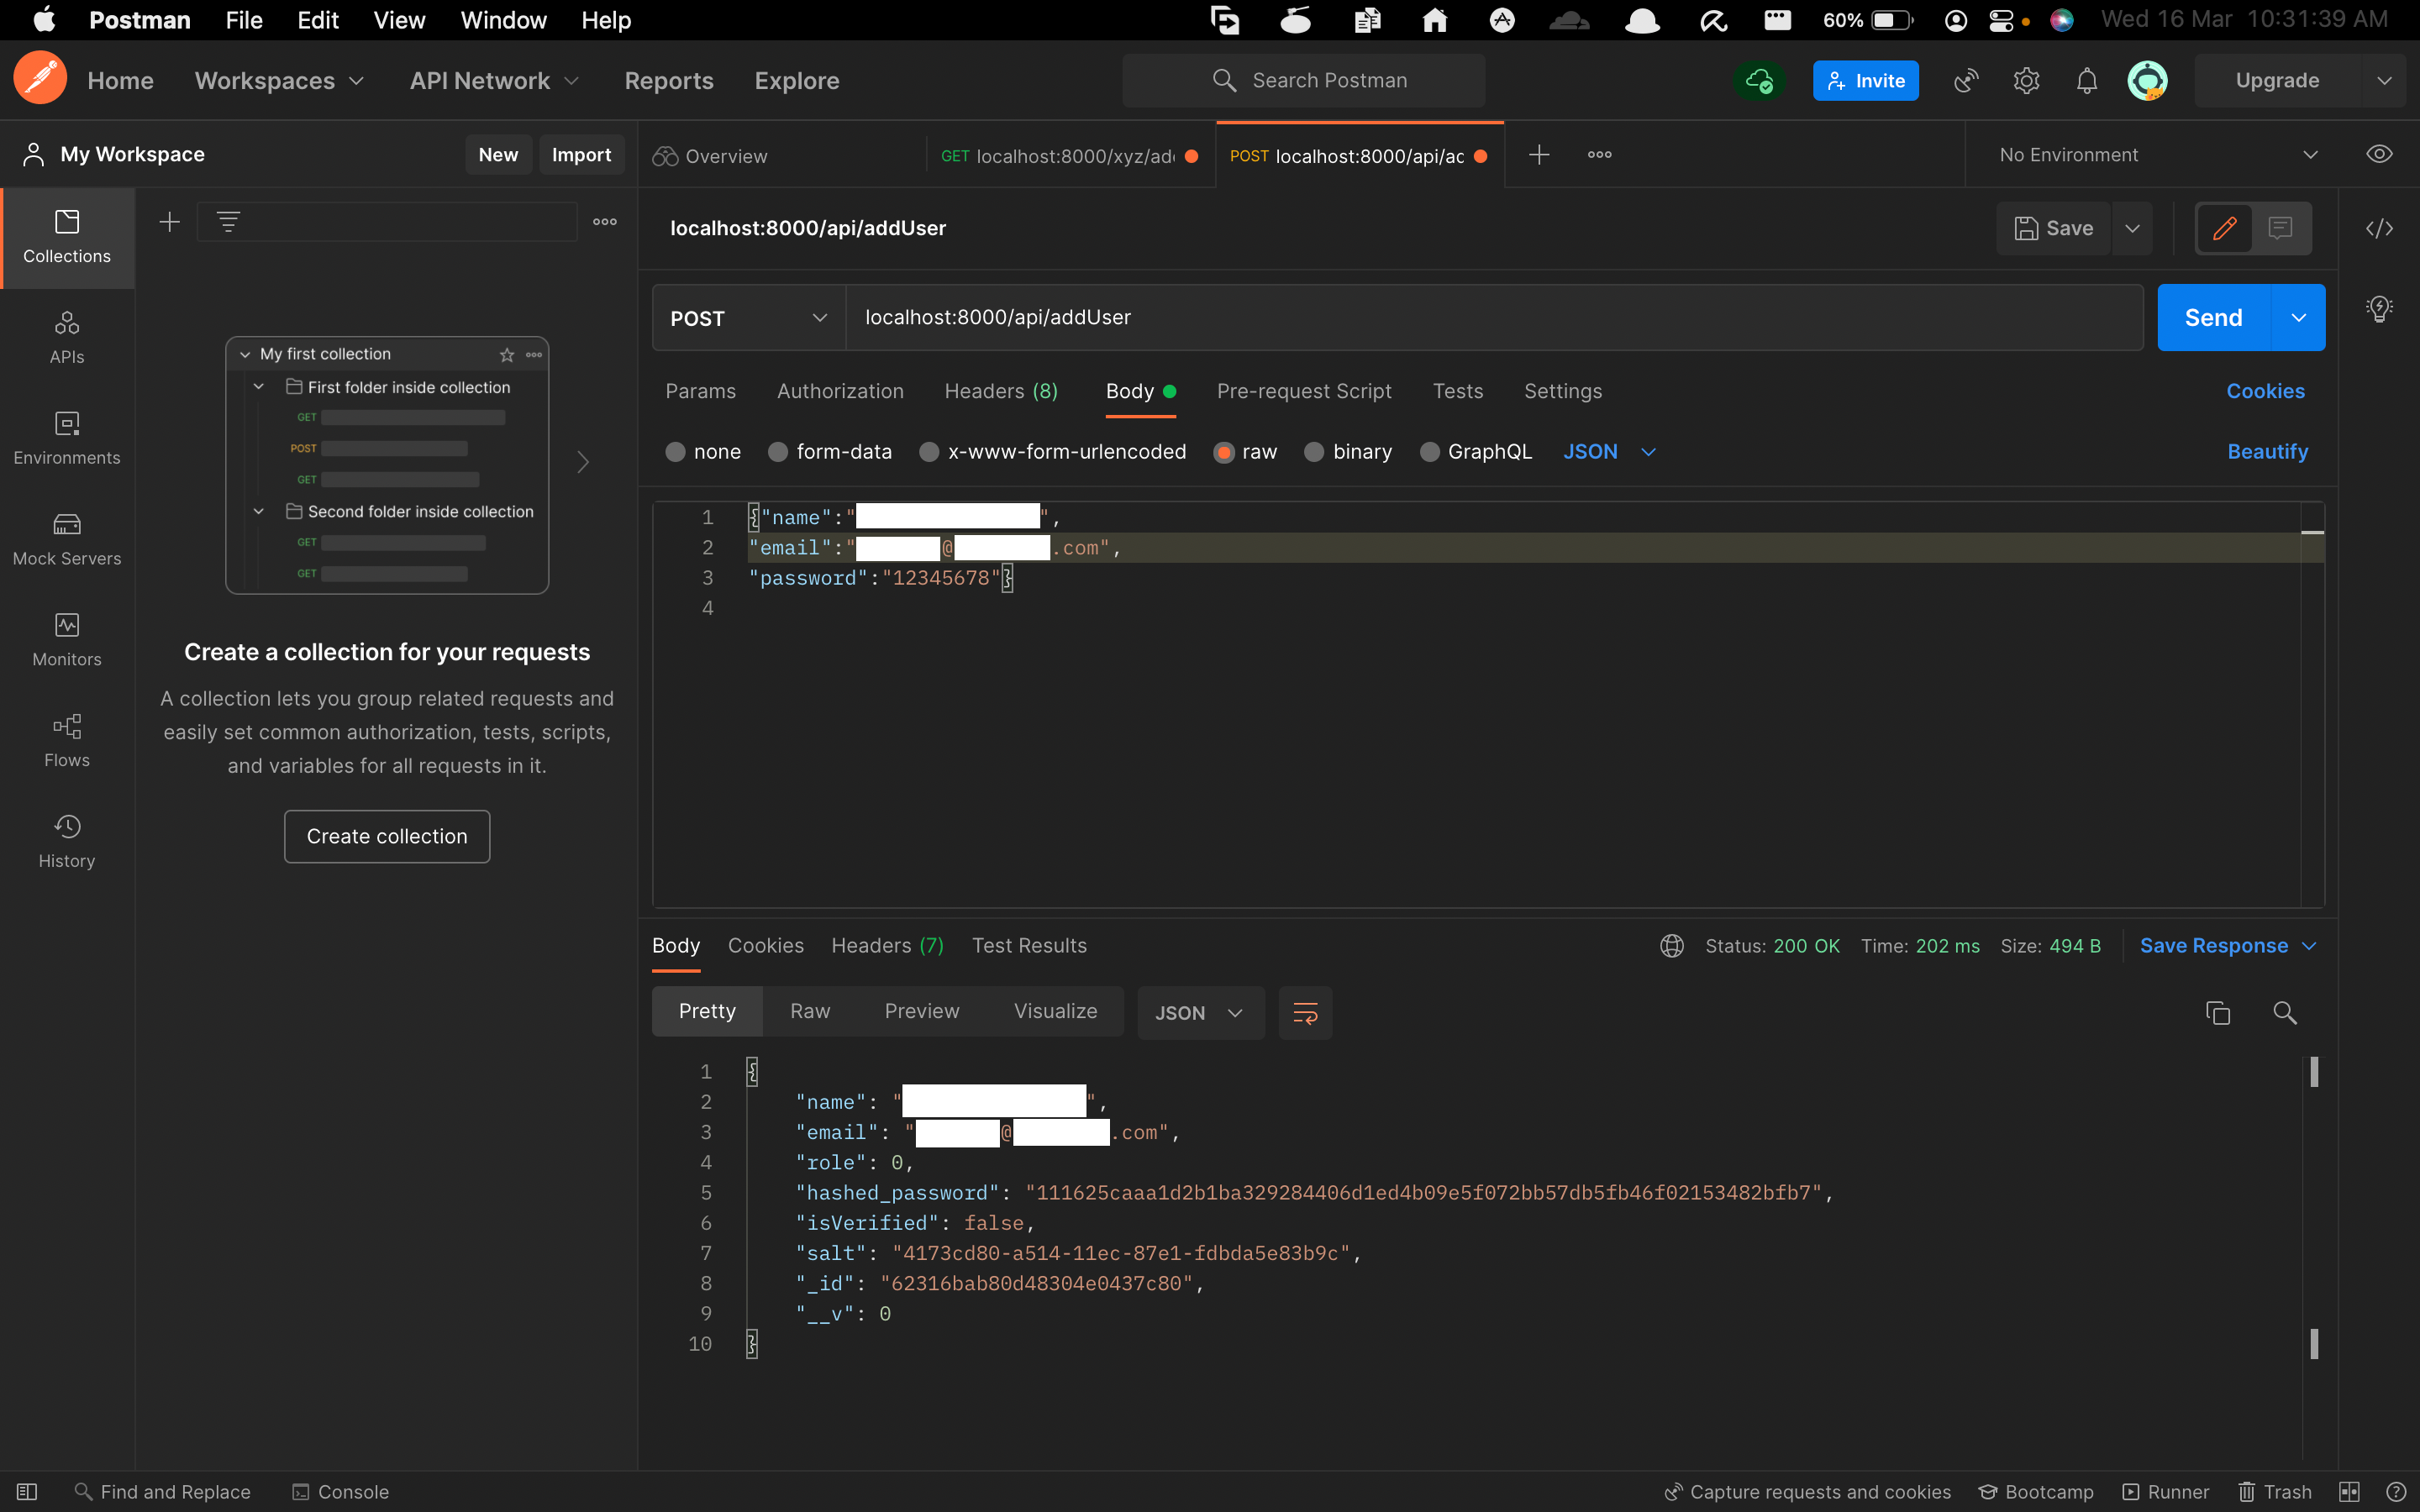 Postman File Edit View Window Help 60% Wed 16 Mar 10:31:39 AM
Home Workspaces API Network Reports Explore Search Postman Invite Upgrade
My Workspace New Import Overview GET localhost:8000/xyz/ad POST localhost:8000/api/ac No Environment
Collections
APIs
Environments
Mock Servers
Monitors
Flows
History
My first collection
First folder inside collection
GET
POST
GET
Second folder inside collection
GET
GET
Create a collection for your requests
A collection lets you group related requests and
easily set common authorization, tests, scripts,
and variables for all requests in it.
Create collection
localhost:8000/api/addUser Save
POST localhost:8000/api/addUser Send
Params Authorization Headers (8) Body Pre-request Script Tests Settings Cookies
none form-data x-www-form-urlencoded raw binary GraphQL JSON Beautify
1 {"name":" ",
2 "email":" @ .com",
3 "password":"12345678"}
4
Body Cookies Headers (7) Test Results Status: 200 OK Time: 202 ms Size: 494 B Save Response
Pretty Raw Preview Visualize JSON
1 {
2 "name": " ",
3 "email": " @ .com",
4 "role": 0,
5 "hashed_password": "111625caaa1d2b1ba329284406d1ed4b09e5f072bb57db5fb46f02153482bfb7",
6 "isVerified": false,
7 "salt": "4173cd80-a514-11ec-87e1-fdbda5e83b9c",
8 "_id": "62316bab80d48304e0437c80",
9 "__v": 0
10 }
Find and Replace Console Capture requests and cookies Bootcamp Runner Trash